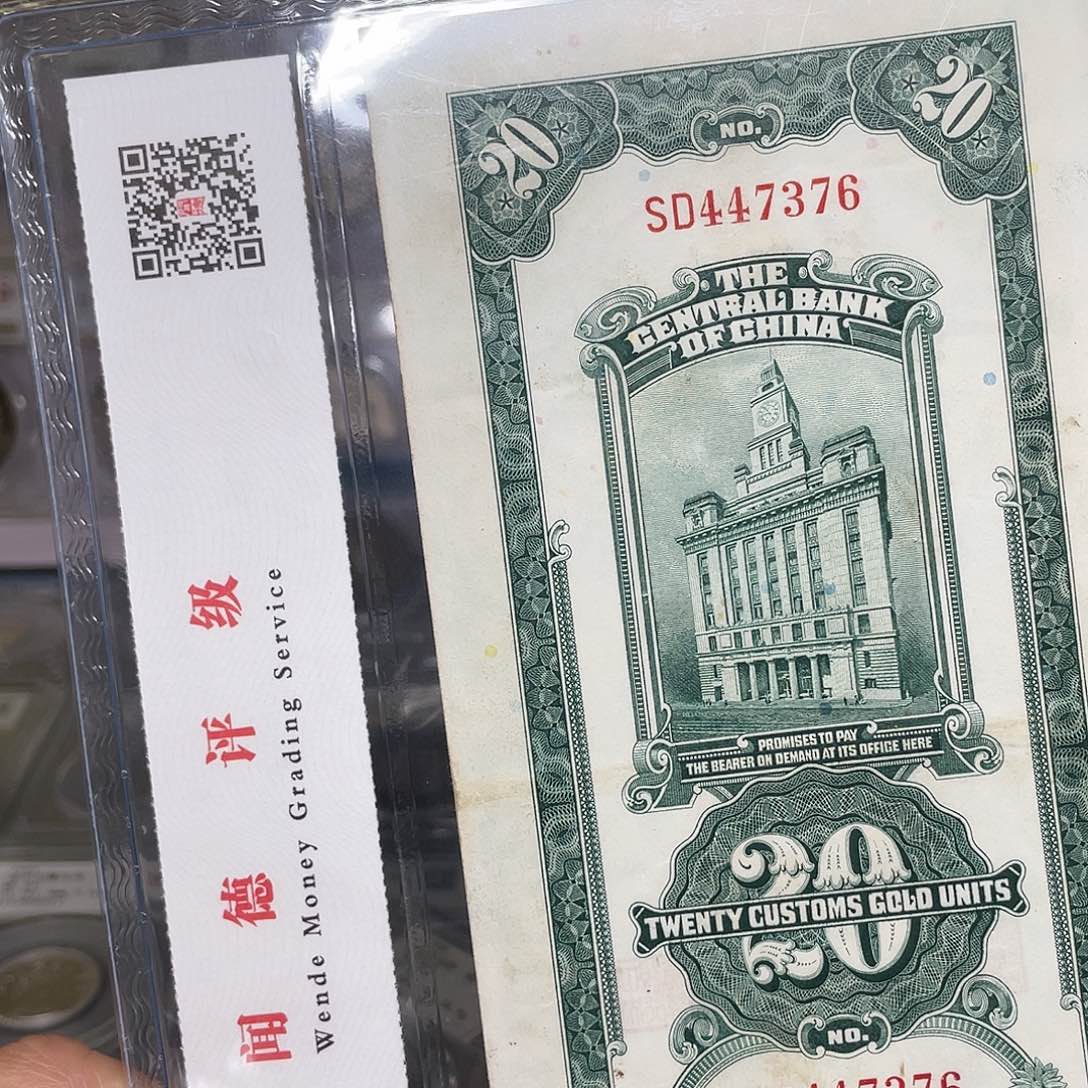 闻德评级
Wende Money Grading Service
20
20
NO.
SD447376
THE
CENTRAL BANK
OF CHINA
PROMISES TO PAY
THE BEARER ON DEMAND AT ITS OFFICE HERE
20
TWENTY CUSTOMS GOLD UNITS
NO.